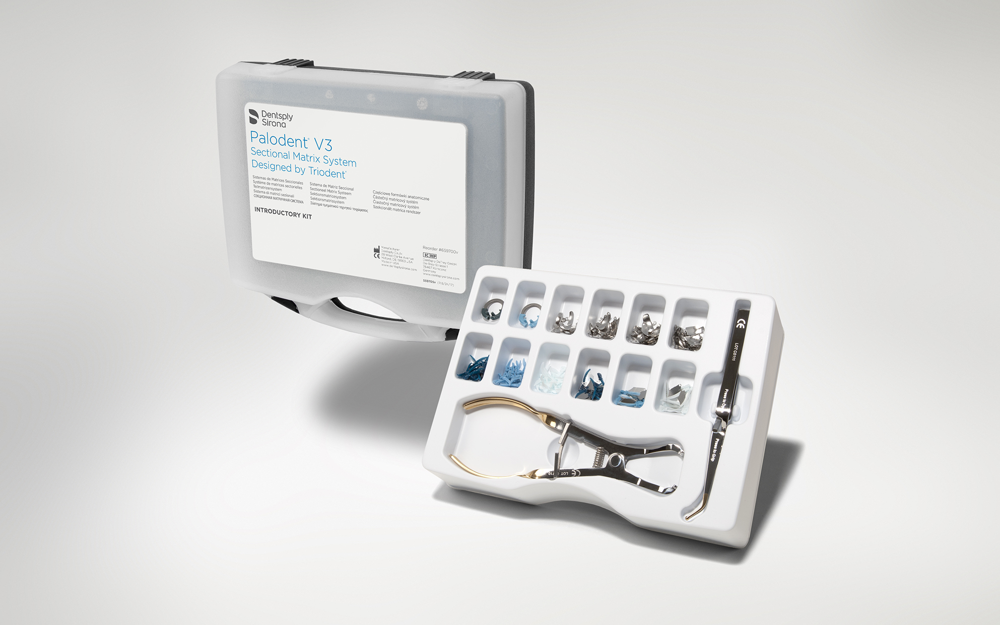 Dentsply
Sirona
Palodent® V3
Sectional Matrix System
Designed by Triodent®
Sistemas de Matrices Seccionales
Système de matrices sectorielles
Teilmatrizensystem
Sistema di matrici sezionali
СЕКЦИОННАЯ МАТРИЧНАЯ СИСТЕМА
Sistema de Matriz Seccional
Sectioneel Matrix Systeem
Sektionsmatricesystem
Sektionsmatrissystem
Σύστημα τμηματικού τεχνητού τοιχώματος
Częściowe formówki anatomiczne
Částečný matricový systém
Čiastočný matricový systém
Szekcionált matrica rendszer
INTRODUCTORY KIT
CE
Manufacturer
Dentsply Caulk
38 West Clarke Avenue
Milford, DE 19963 USA
Made in USA
www.dentsplysirona.com
Reorder #659700v
EC REP
Dentsply DeTrey GmbH
De-Trey-Strasse 1
78467 Konstanz
Germany
www.dentsplysirona.com
559705v (R 8/24/17)
CE
LOT C0111
Press to
Press to Grip
LOT
CE